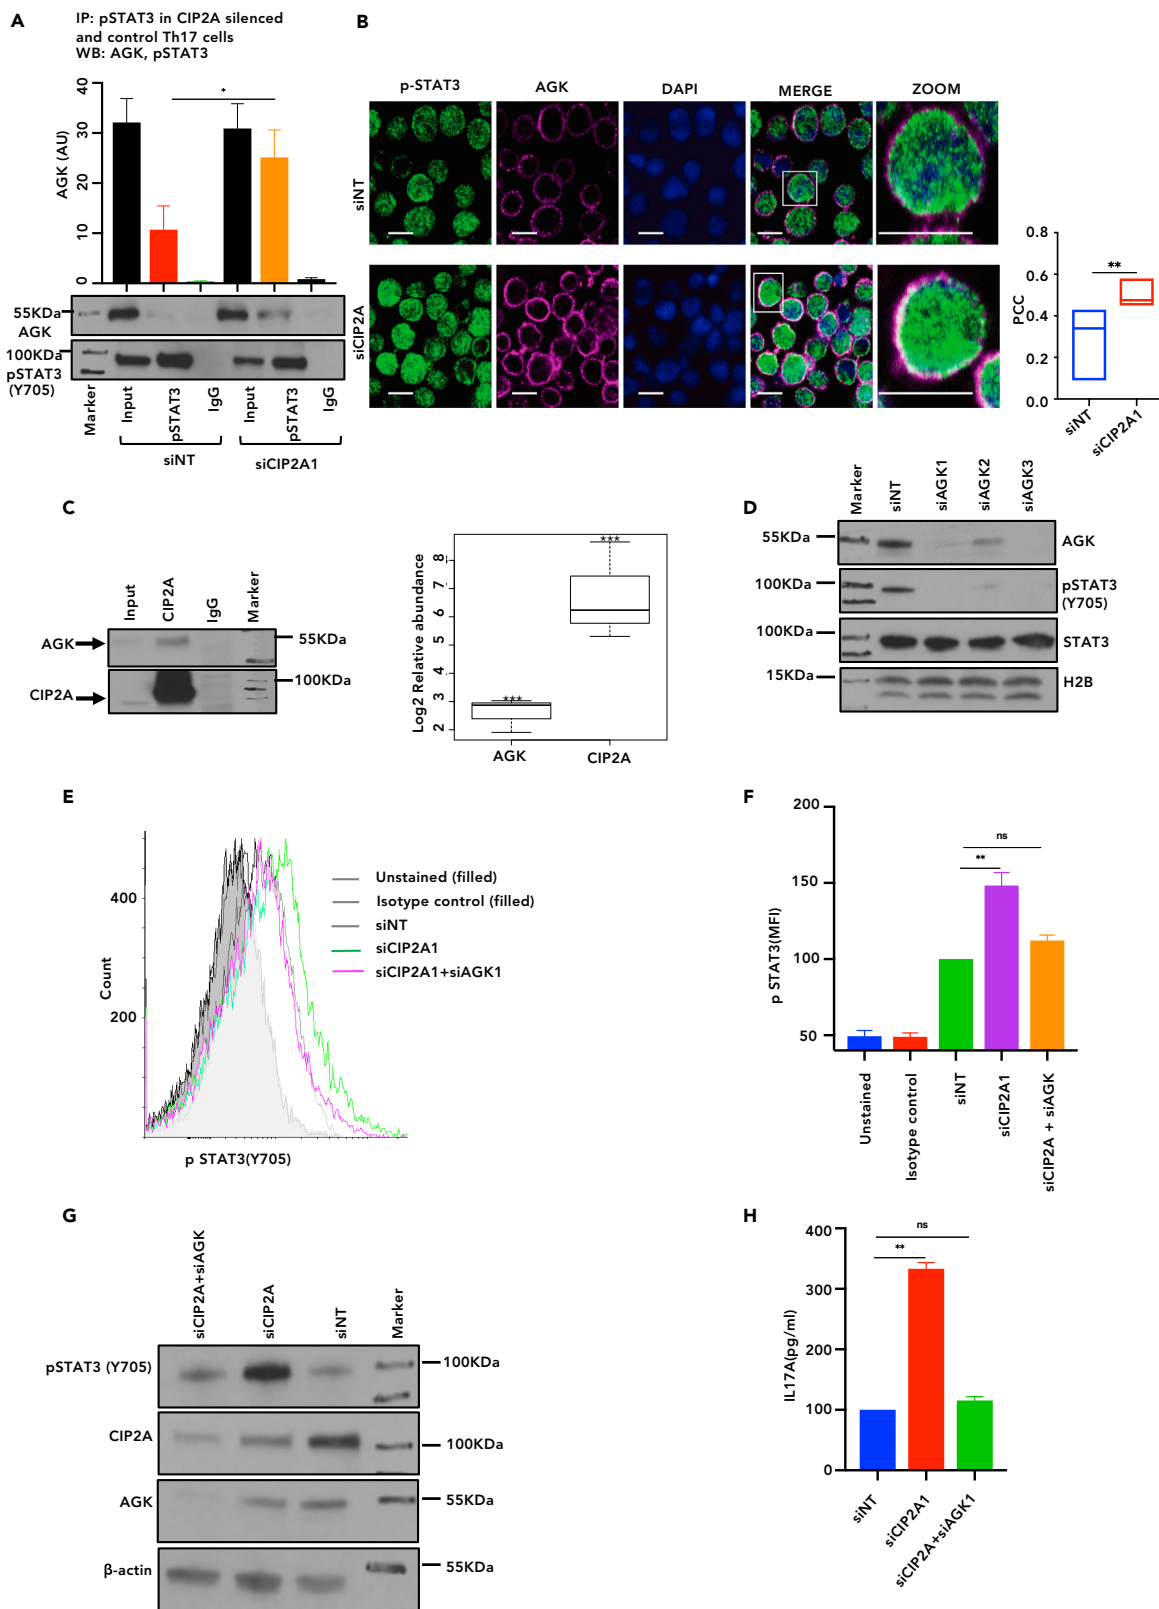 A
IP: pSTAT3 in CIP2A silenced
and control Th17 cells
WB: AGK, pSTAT3
AGK (AU)
40
30
20
10
0
*
55KDa
AGK
100KDa
pSTAT3
(Y705)
Marker
Input
pSTAT3
IgG
Input
pSTAT3
IgG
siNT
siCIP2A1
B
p-STAT3
AGK
DAPI
MERGE
ZOOM
siNT
siCIP2A
PCC
0.8
0.6
0.4
0.2
0.0
**
siNT
siCIP2A1
C
Input
CIP2A
IgG
Marker
AGK
55KDa
CIP2A
100KDa
Log2 Relative abundance
8
7
6
5
4
3
2
***
***
AGK
CIP2A
D
Marker
siNT
siAGK1
siAGK2
siAGK3
55KDa
AGK
100KDa
pSTAT3
(Y705)
100KDa
STAT3
15KDa
H2B
E
Count
400
200
p STAT3(Y705)
Unstained (filled)
Isotype control (filled)
siNT
siCIP2A1
siCIP2A1+siAGK1
F
p STAT3(MFI)
200
150
100
50
ns
**
Unstained
Isotype control
siNT
siCIP2A1
siCIP2A + siAGK
G
siCIP2A+siAGK
siCIP2A
siNT
Marker
pSTAT3 (Y705)
100KDa
CIP2A
100KDa
AGK
55KDa
β-actin
55KDa
H
IL17A(pg/ml)
400
300
200
100
0
ns
**
siNT
siCIP2A1
siCIP2A+siAGK1